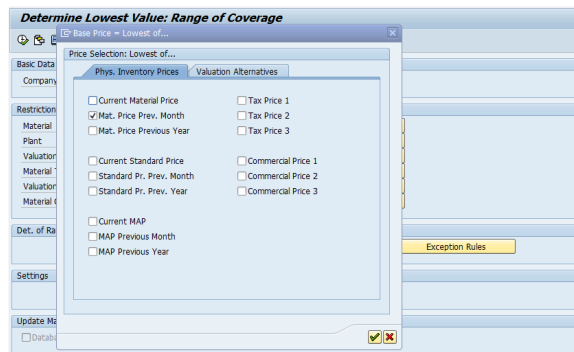 Determine Lowest Value: Range of Coverage
Base Price = Lowest of...
Price Selection: Lowest of...
Basic Data
Phys. Inventory Prices
Valuation Alternatives
Company
Current Material Price
Tax Price 1
Restriction
Mat. Price Prev. Month
Tax Price 2
Material
Mat. Price Previous Year
Tax Price 3
Plant
Valuation
Current Standard Price
Commercial Price 1
Material
Standard Pr. Prev. Month
Commercial Price 2
Valuation
Standard Pr. Prev. Year
Commercial Price 3
Material
Current MAP
Det. of Ra
MAP Previous Month
Exception Rules
MAP Previous Year
Settings
Update Ma
Databa